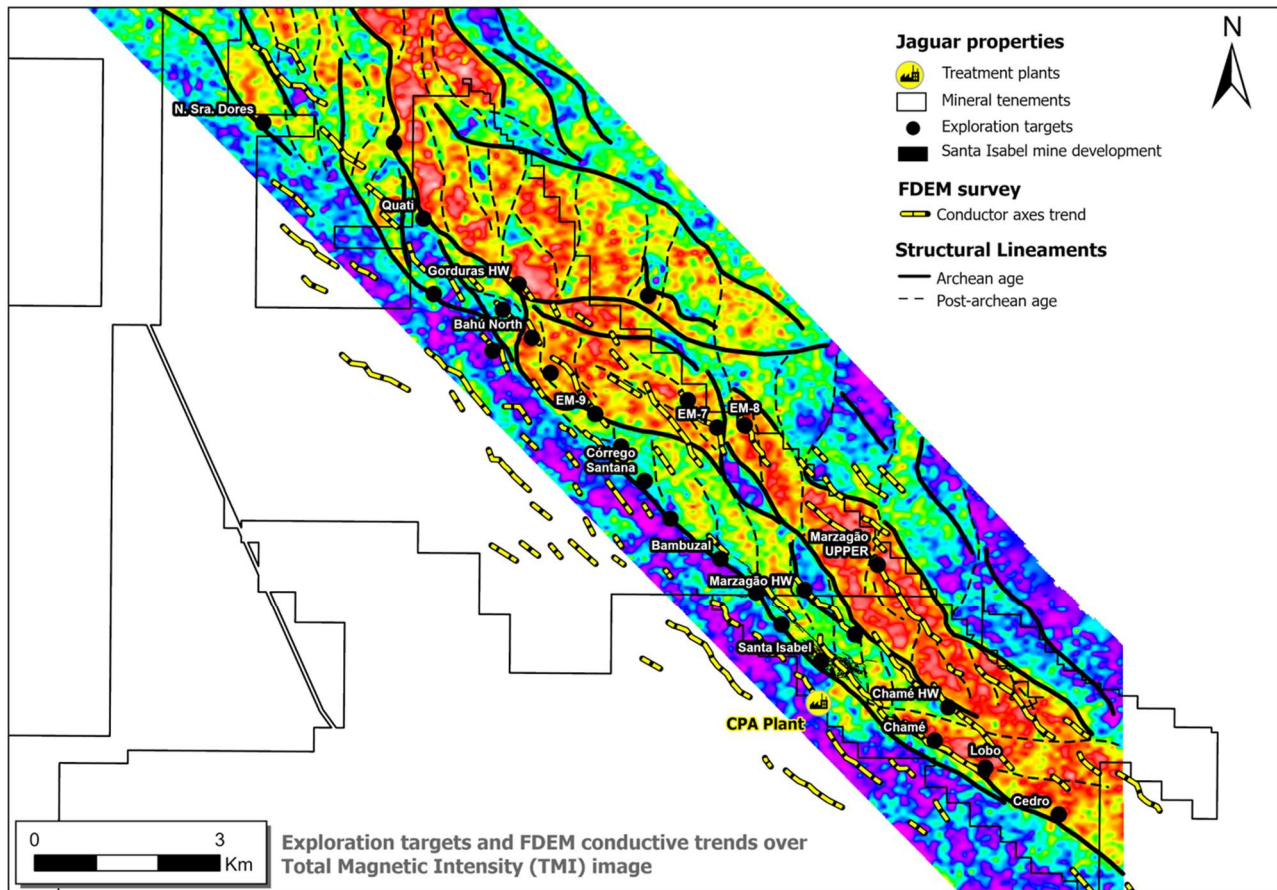 N
Jaguar properties
Treatment plants
Mineral tenements
Exploration targets
Santa Isabel mine development
FDEM survey
Conductor axes trend
Structural Lineaments
Archean age
Post-archean age
N. Sra. Dores
Quati
Gorduras HW
Bahú North
EM-9
EM-7
EM-8
Córrego
Santana
Bambuzal
Marzagão
UPPER
Marzagão HW
Santa Isabel
Chamé HW
CPA Plant
Chamé
Lobo
Cedro
0 3
Km
Exploration targets and FDEM conductive trends over
Total Magnetic Intensity (TMI) image